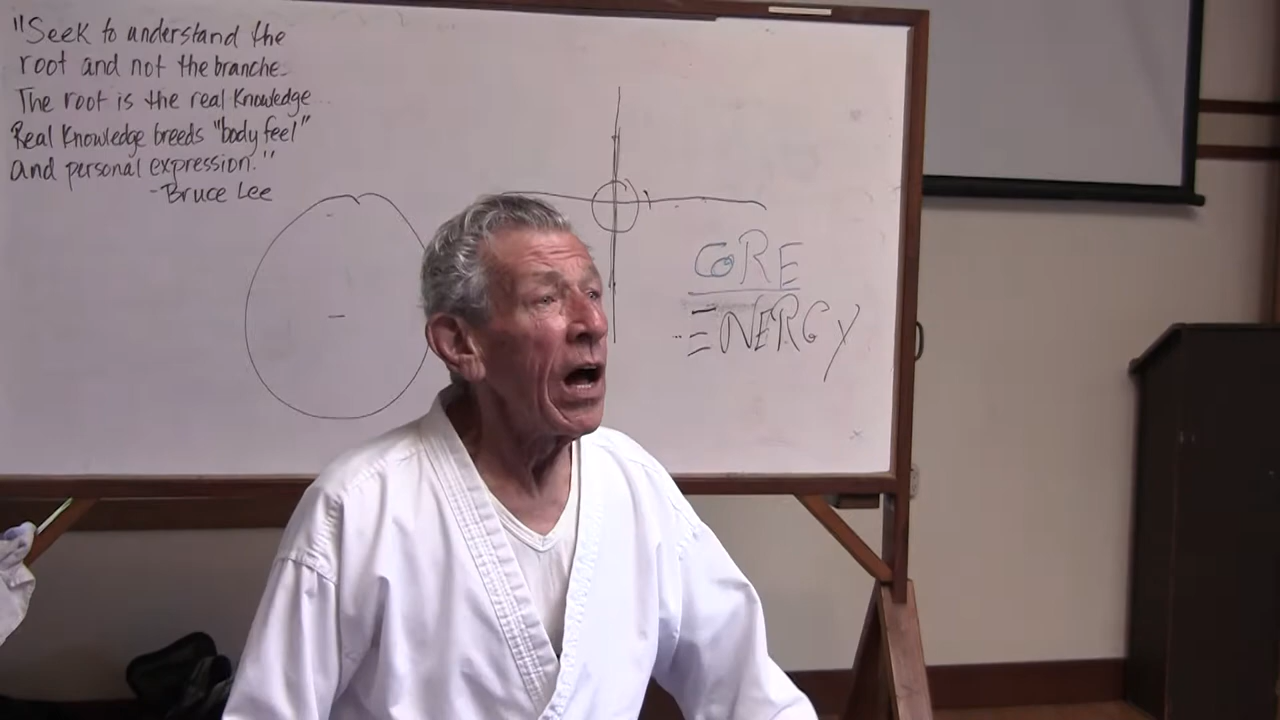 "Seek to understand the
root and not the branche
The root is the real Knowledge
Real Knowledge breeds "body feel"
and personal expression."
-Bruce Lee
CORE
ENERGY